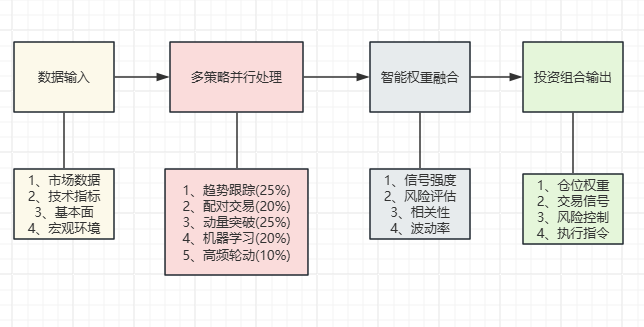 数据输入
多策略并行处理
智能权重融合
投资组合输出
1、市场数据
2、技术指标
3、基本面
4、宏观环境
1、趋势跟踪(25%)
2、配对交易(20%)
3、动量突破(25%)
4、机器学习(20%)
5、高频轮动(10%)
1、信号强度
2、风险评估
3、相关性
4、波动率
1、仓位权重
2、交易信号
3、风险控制
4、执行指令